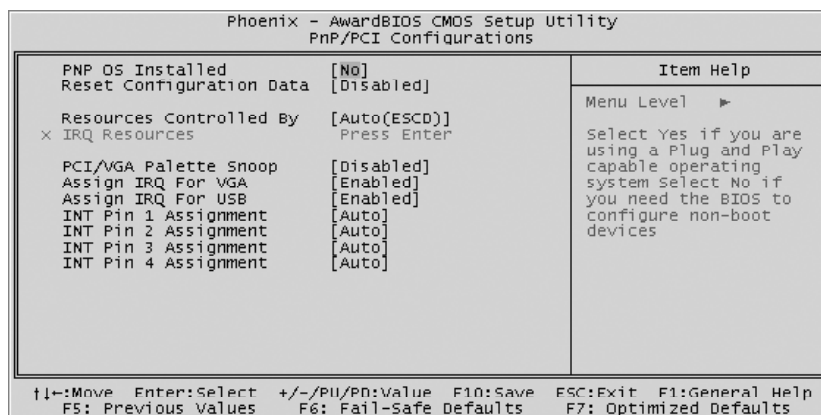 Phoenix - AwardBIOS CMOS Setup Utility
PnP/PCI Configurations
PNP OS Installed [No]
Reset Configuration Data [Disabled]
Resources Controlled By [Auto(ESCD)]
x IRQ Resources Press Enter
PCI/VGA Palette Snoop [Disabled]
Assign IRQ For VGA [Enabled]
Assign IRQ For USB [Enabled]
INT Pin 1 Assignment [Auto]
INT Pin 2 Assignment [Auto]
INT Pin 3 Assignment [Auto]
INT Pin 4 Assignment [Auto]
Item Help
Menu Level ►
Select Yes if you are
using a Plug and Play
capable operating
system Select No if
you need the BIOS to
configure non-boot
devices
↑↓←:Move Enter:Select +/-/PU/PD:Value F10:Save ESC:Exit F1:General Help
F5: Previous Values F6: Fail-Safe Defaults F7: Optimized Defaults